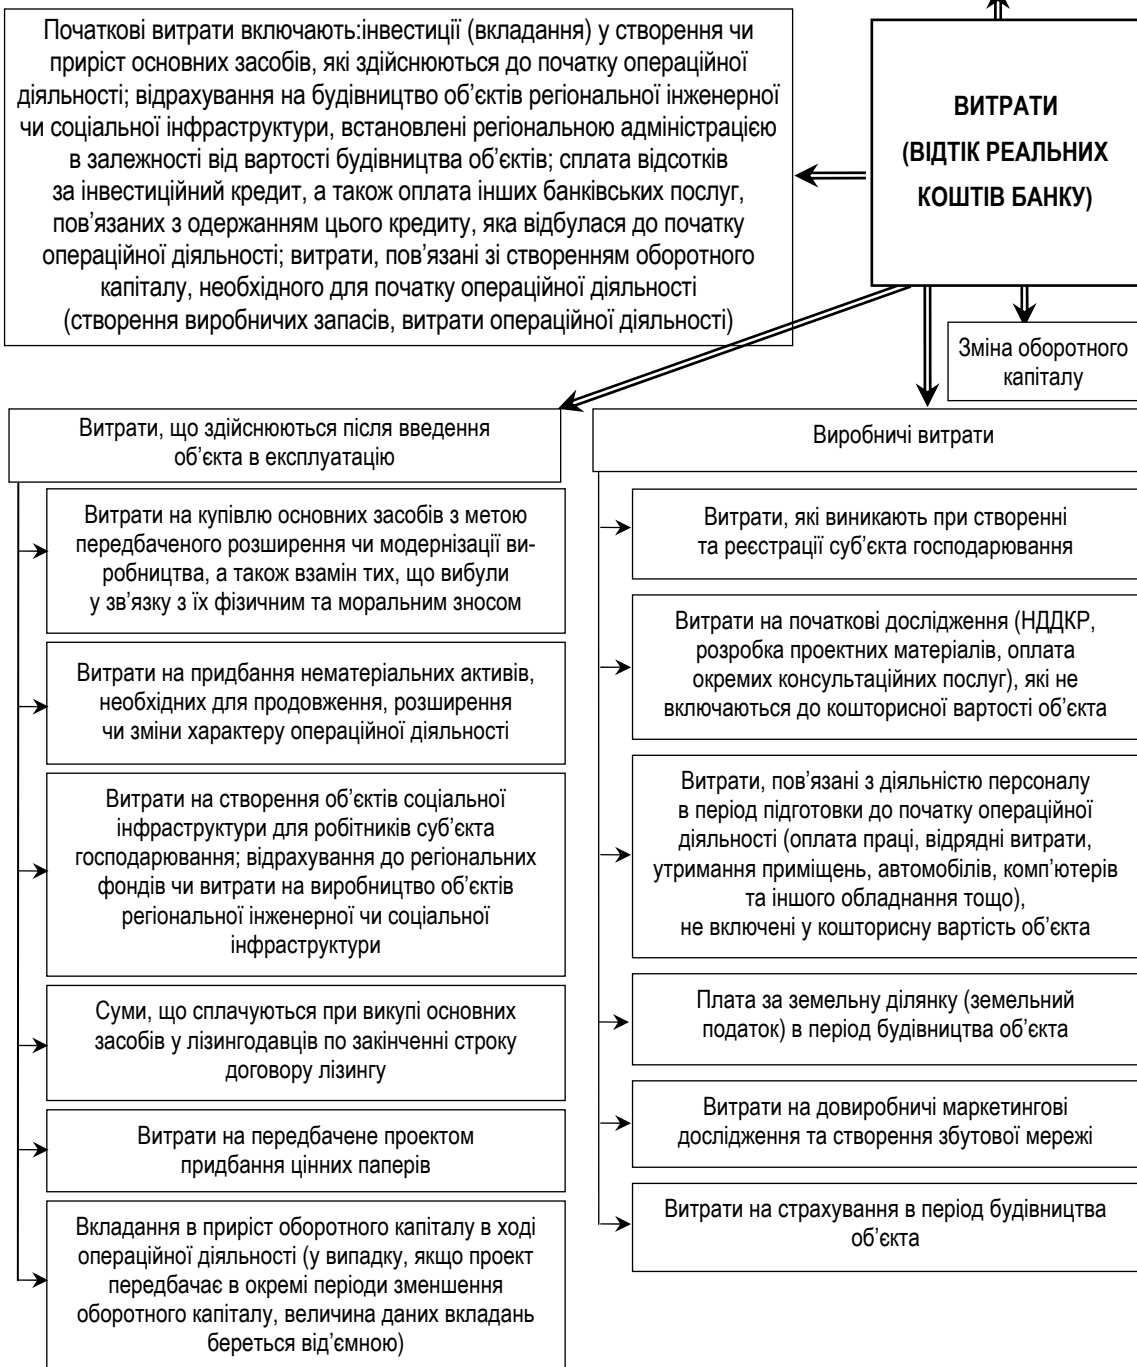 Початкові витрати включають:інвестиції (вкладання) у створення чи
приріст основних засобів, які здійснюються до початку операційної
діяльності; відрахування на будівництво об’єктів регіональної інженерної
чи соціальної інфраструктури, встановлені регіональною адміністрацією
в залежності від вартості будівництва об’єктів; сплата відсотків
за інвестиційний кредит, а також оплата інших банківських послуг,
пов’язаних з одержанням цього кредиту, яка відбулася до початку
операційної діяльності; витрати, пов’язані зі створенням оборотного
капіталу, необхідного для початку операційної діяльності
(створення виробничих запасів, витрати операційної діяльності)
ВИТРАТИ
(ВІДТІК РЕАЛЬНИХ
КОШТІВ БАНКУ)
Зміна оборотного
капіталу
Витрати, що здійснюються після введення
об’єкта в експлуатацію
Витрати на купівлю основних засобів з метою
передбаченого розширення чи модернізації ви-
робництва, а також взамін тих, що вибули
у зв’язку з їх фізичним та моральним зносом
Витрати на придбання нематеріальних активів,
необхідних для продовження, розширення
чи зміни характеру операційної діяльності
Витрати на створення об’єктів соціальної
інфраструктури для робітників суб’єкта
господарювання; відрахування до регіональних
фондів чи витрати на виробництво об’єктів
регіональної інженерної чи соціальної
інфраструктури
Суми, що сплачуються при викупі основних
засобів у лізингодавців по закінченні строку
договору лізингу
Витрати на передбачене проектом
придбання цінних паперів
Вкладання в приріст оборотного капіталу в ході
операційної діяльності (у випадку, якщо проект
передбачає в окремі періоди зменшення
оборотного капіталу, величина даних вкладань
береться від’ємною)
Виробничі витрати
Витрати, які виникають при створенні
та реєстрації суб’єкта господарювання
Витрати на початкові дослідження (НДДКР,
розробка проектних матеріалів, оплата
окремих консультаційних послуг), які не
включаються до кошторисної вартості об’єкта
Витрати, пов’язані з діяльністю персоналу
в період підготовки до початку операційної
діяльності (оплата праці, відрядні витрати,
утримання приміщень, автомобілів, комп’ютерів
та іншого обладнання тощо),
не включені у кошторисну вартість об’єкта
Плата за земельну ділянку (земельний
податок) в період будівництва об’єкта
Витрати на довиробничі маркетингові
дослідження та створення збутової мережі
Витрати на страхування в період будівництва
об’єкта